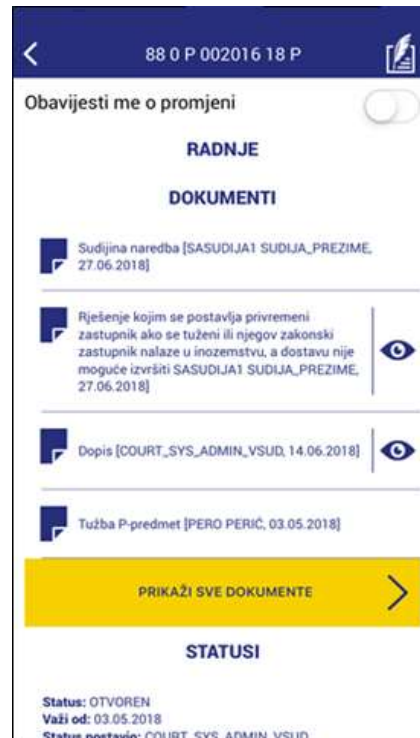 88 0 P 002016 18 P
Obavijesti me o promjeni
RADNJE
DOKUMENTI
Sudijina naredba [SASUDIJA1 SUDIJA_PREZIME,
27.06.2018]
Rješenje kojim se postavlja privremeni
zastupnik ako se tuženi ili njegov zakonski
zastupnik nalaze u inozemstvu, a dostavu nije
moguće izvršiti SASUDIJA1 SUDIJA_PREZIME,
27.06.2018]
Dopis [COURT_SYS_ADMIN_VSUD, 14.06.2018]
Tužba P-predmet [PERO PERIĆ, 03.05.2018]
PRIKAŽI SVE DOKUMENTE
STATUSI
Status: OTVOREN
Važi od: 03.05.2018
Status postavio: COURT_SYS_ADMIN_VSUD